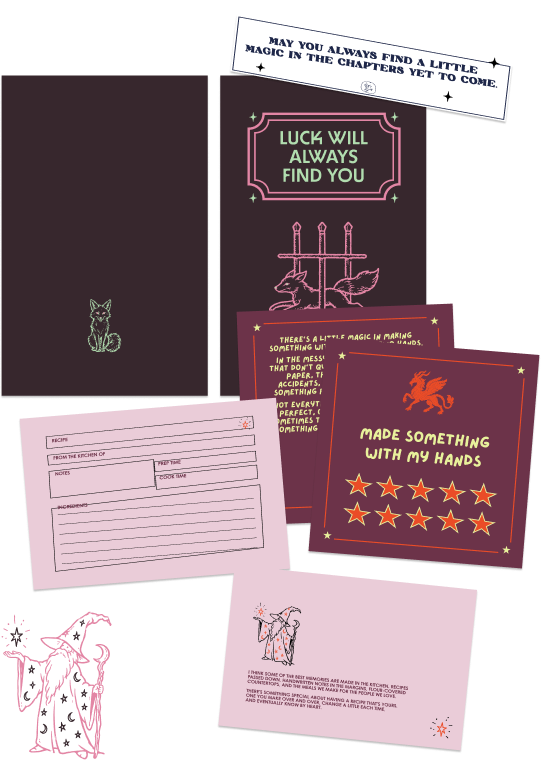 MAY YOU ALWAYS FIND A LITTLE
MAGIC IN THE CHAPTERS YET TO COME.
LUCK WILL
ALWAYS
FIND YOU
THERE'S A LITTLE MAGIC IN MAKING
SOMETHING HANDS.
IN THE
THAT DON'T
PAPER,
ACCIDENTS,
SOMETHING
PERFECT,
SOMETHING
MADE SOMETHING
WITH MY HANDS
RECIPE
FROM THE KITCHEN OF
NOTES
PREP TIME
COOK TIME
INGREDIENTS
I THINK SOME OF THE BEST MEMORIES ARE MADE IN THE KITCHEN. RECIPES
PASSED DOWN, HANDWRITTEN NOTES IN THE MARGINS, FLOUR-COVERED
COUNTERTOPS, AND THE MEALS WE MAKE FOR THE PEOPLE WE LOVE.
THERE'S SOMETHING SPECIAL ABOUT HAVING A RECIPE THAT'S YOURS.
ONE YOU MAKE OVER AND OVER, CHANGE A LITTLE EACH TIME,
AND EVENTUALLY KNOW BY HEART.